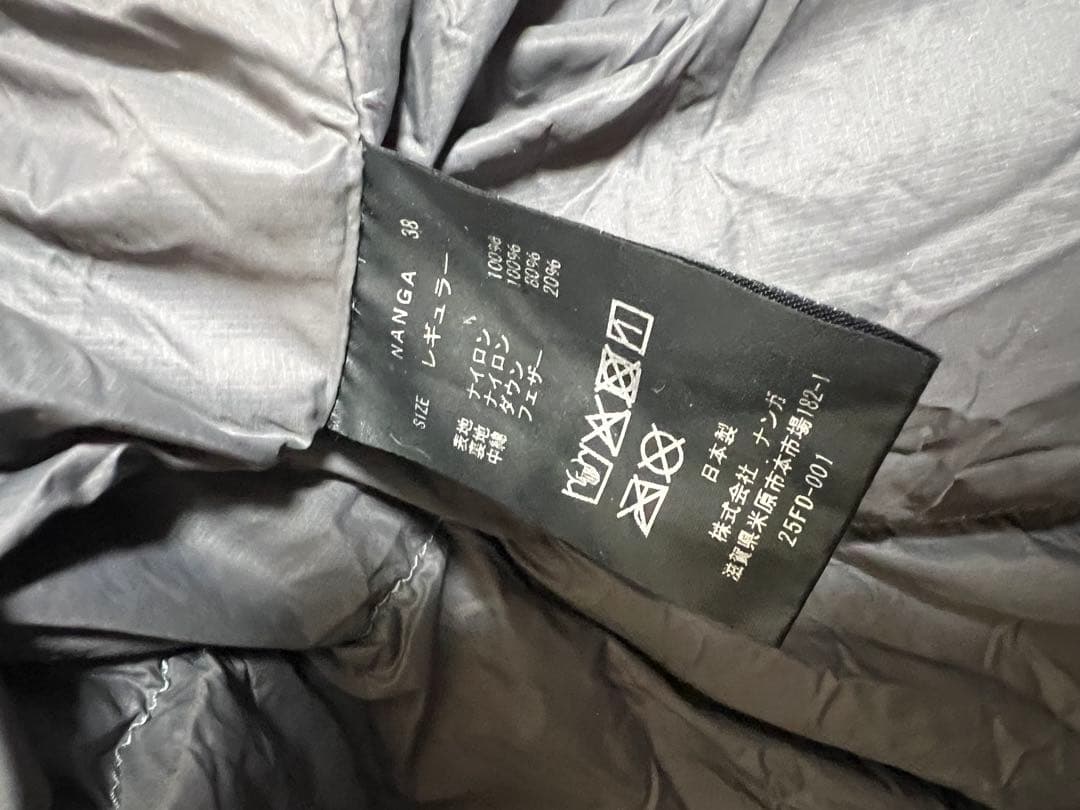 NANGA 38
SIZE レギュラー
表地 ナイロン 100%
裏地 ナイロン 100%
中綿 ダウン 80%
フェザー 20%
日本製
株式会社 ナンガ
滋賀県米原市本市場182-1
25FD-001